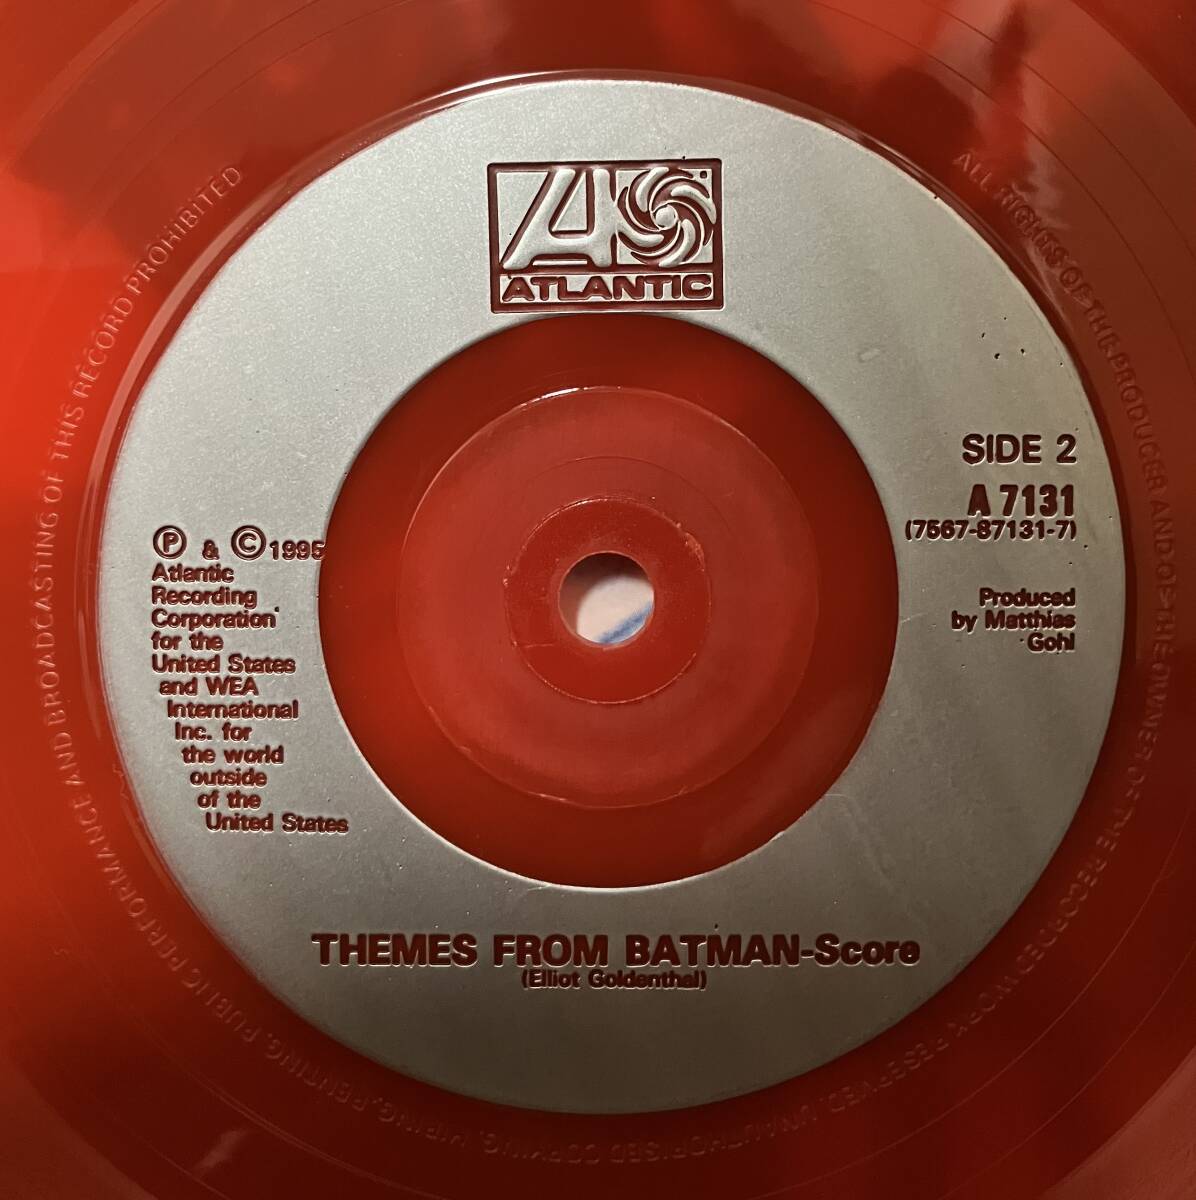 ATLANTIC
SIDE 2
A 7131
(7567-87131-7)
Produced
by Matthias
Gohl
Ⓟ & Ⓒ1995
Atlantic
Recording
Corporation
for the
United States
and WEA
International
Inc. for
the world
outside
of the
United States
THEMES FROM BATMAN-Score
(Elliot Goldenthal)
ALL RIGHTS OF THE PRODUCER AND OF THE OWNER OF THE RECORDED WORK RESERVED. UNAUTHORISED COPYING, HIRING, RENTING, PUBLIC PERFORMANCE AND BROADCASTING OF THIS RECORD PROHIBITED